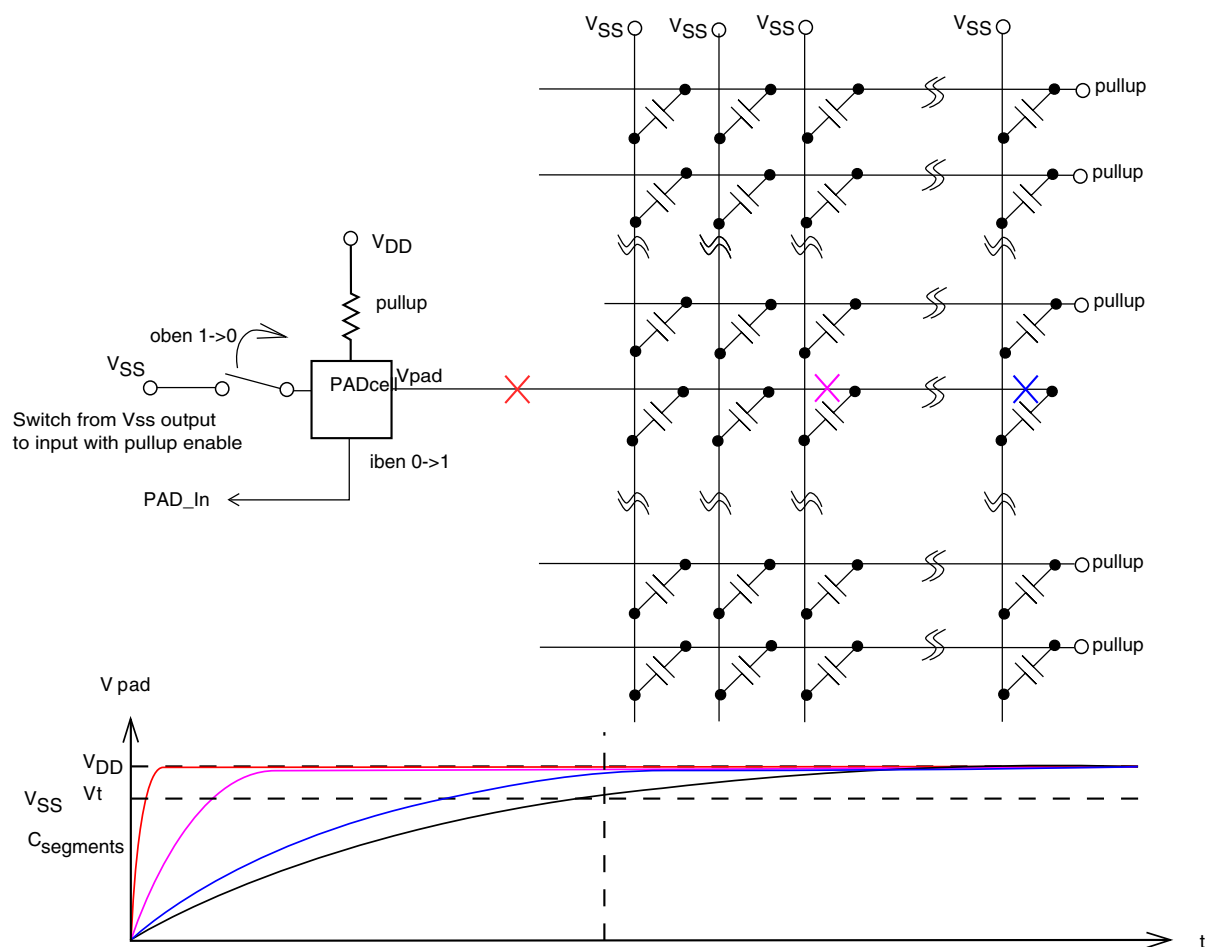 VSS
VSS
VSS
VSS
pullup
pullup
VDD
pullup
pullup
oben 1->0
VSS
PADcell
Vpad
Switch from Vss output
to input with pullup enable
iben 0->1
PAD_In
pullup
pullup
V pad
VDD
Vt
VSS
Csegments
t